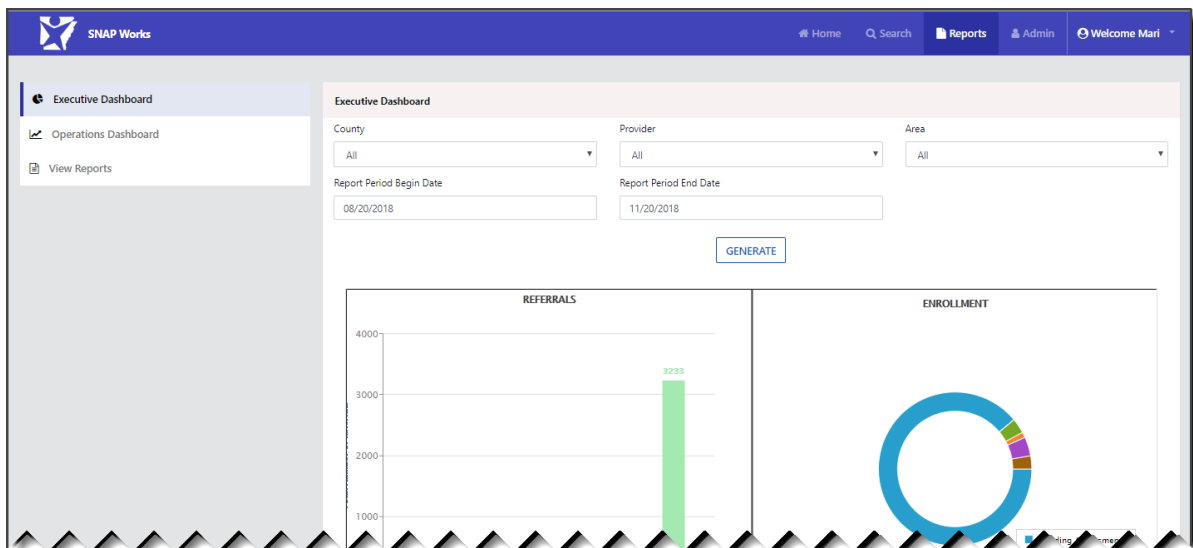 SNAP Works
Home Search Reports Admin Welcome Mari
Executive Dashboard
Operations Dashboard
View Reports
Executive Dashboard
County Provider Area
All All All
Report Period Begin Date Report Period End Date
08/20/2018 11/20/2018
GENERATE
REFERRALS
4000
3233
3000
2000
1000
ENROLLMENT